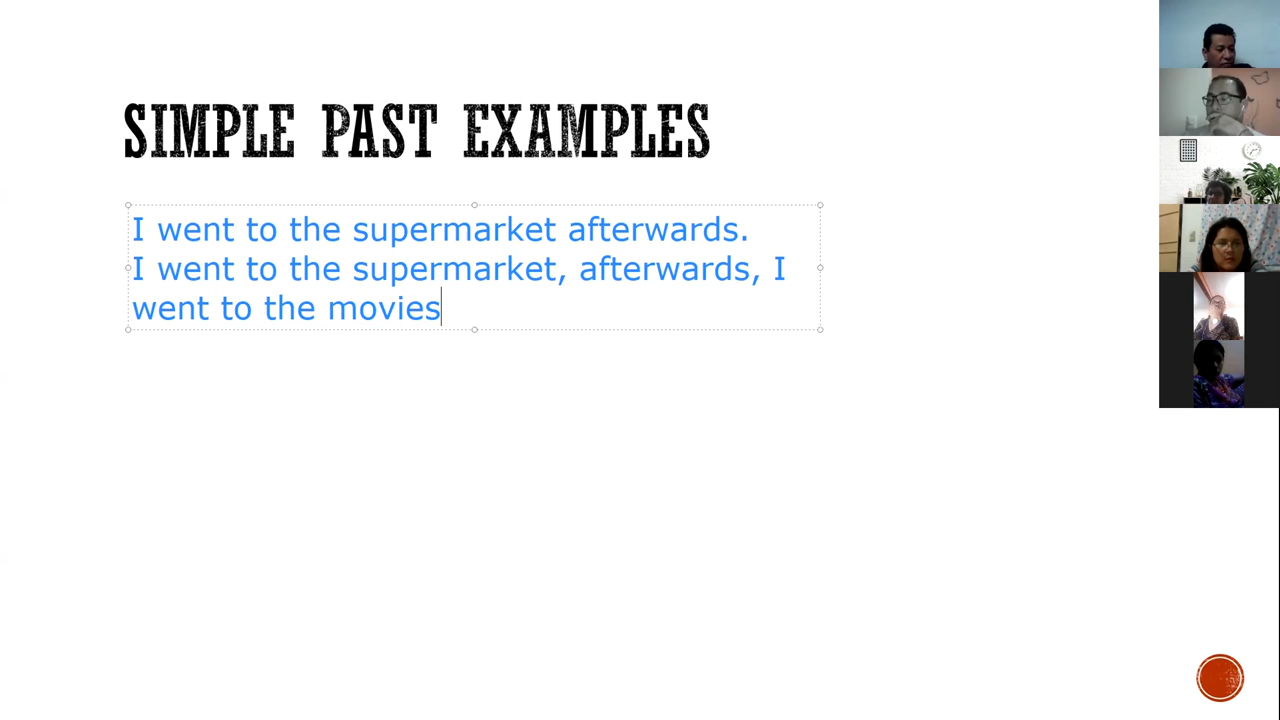 SIMPLE PAST EXAMPLES
I went to the supermarket afterwards.
I went to the supermarket, afterwards, I
went to the movies